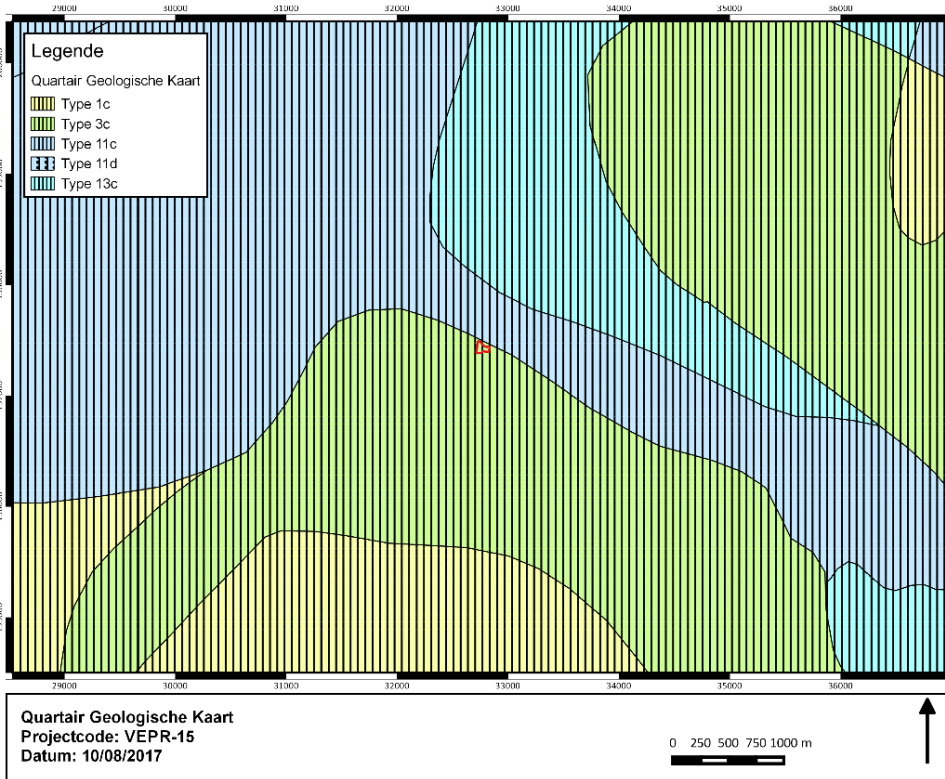 29000 30000 31000 32000 33000 34000 35000 36000
Legende
Quartair Geologische Kaart
Type 1c
Type 3c
Type 11c
Type 11d
Type 13c
29000 30000 31000 32000 33000 34000 35000 36000
Quartair Geologische Kaart
Projectcode: VEPR-15
Datum: 10/08/2017
0 250 500 750 1000 m